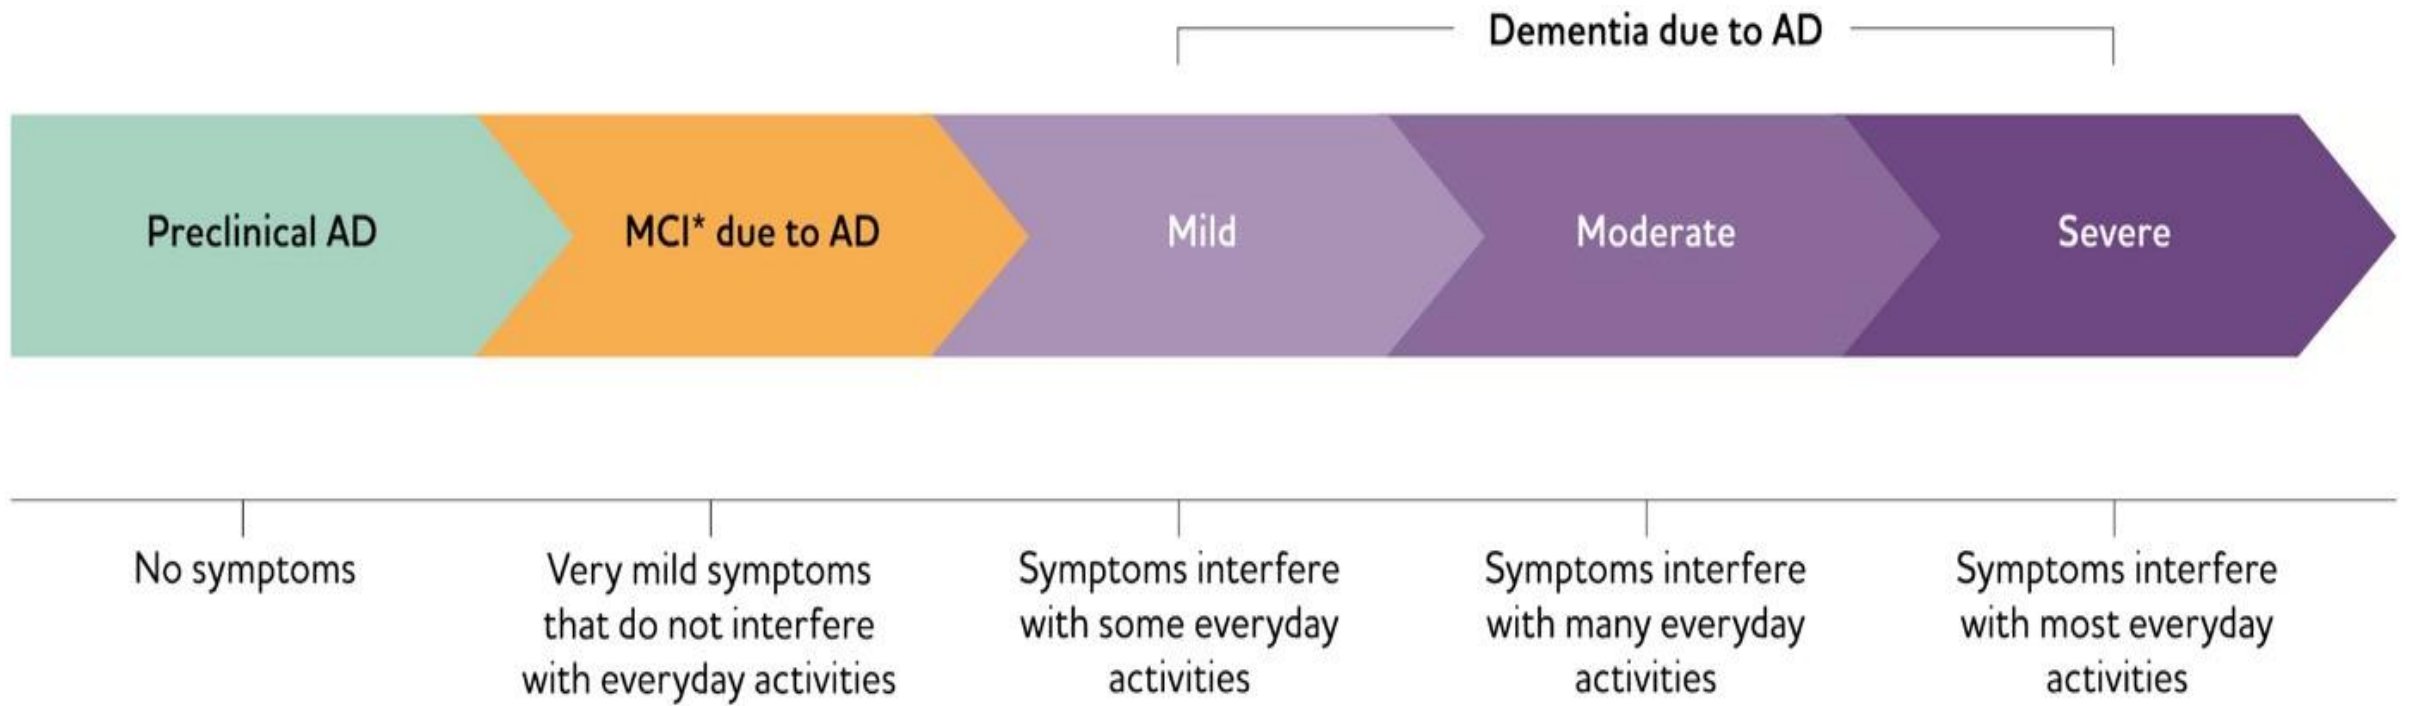 Dementia due to AD
Preclinical AD
MCI* due to AD
Mild
Moderate
Severe
No symptoms
Very mild symptoms
that do not interfere
with everyday activities
Symptoms interfere
with some everyday
activities
Symptoms interfere
with many everyday
activities
Symptoms interfere
with most everyday
activities